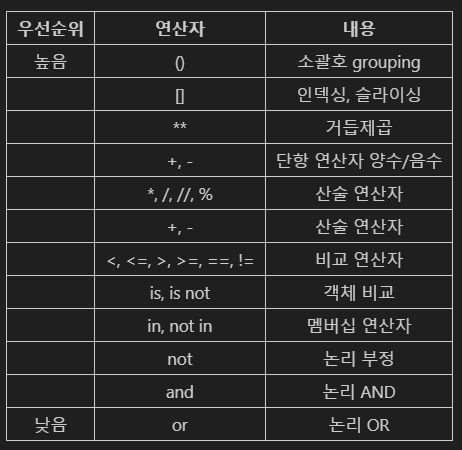 우선순위 연산자 내용
높음 () 소괄호 grouping
[] 인덱싱, 슬라이싱
** 거듭제곱
+, - 단항 연산자 양수/음수
*, /, //, % 산술 연산자
+, - 산술 연산자
<, <=, >, >=, ==, != 비교 연산자
is, is not 객체 비교
in, not in 멤버십 연산자
not 논리 부정
and 논리 AND
낮음 or 논리 OR